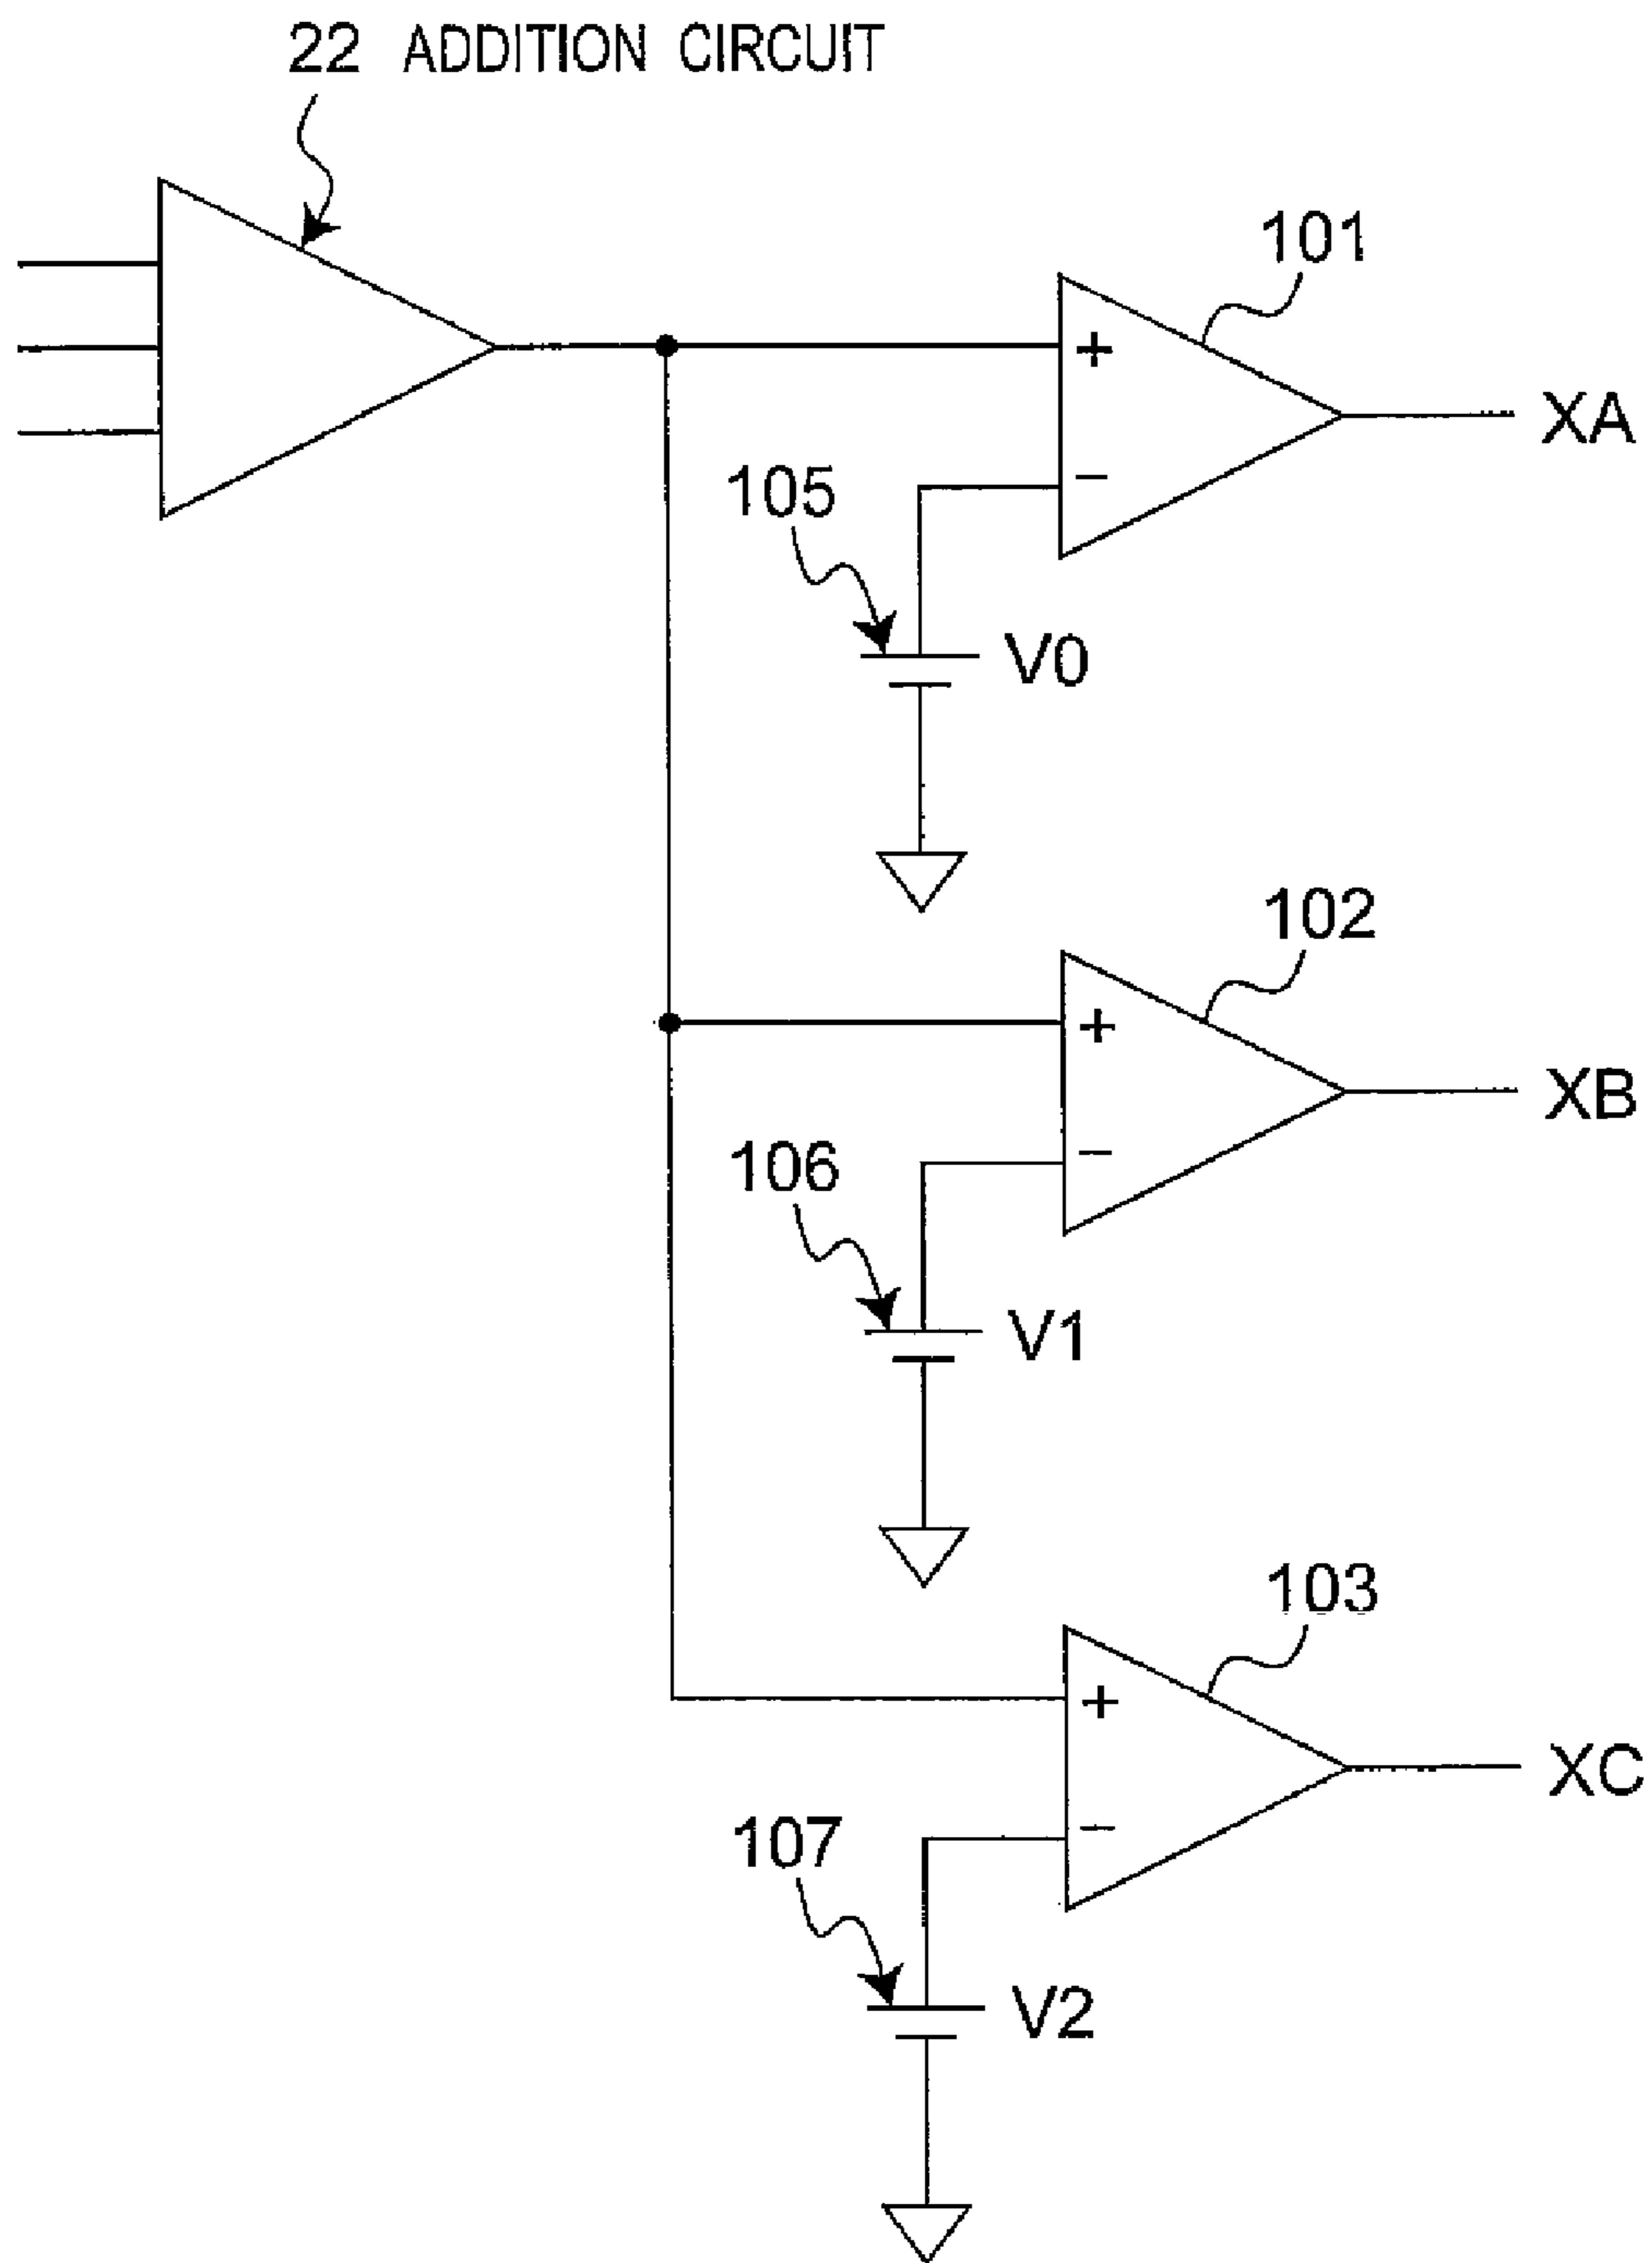 22 ADDITION CIRCUIT
101
+
−
XA
105
V0
102
+
−
XB
106
V1
103
+
−
XC
107
V2